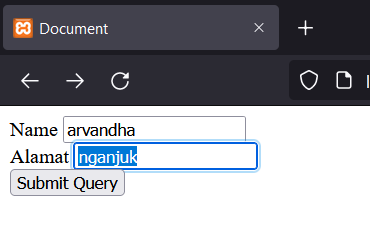 Document
Name arvandha
Alamat nganjuk
Submit Query